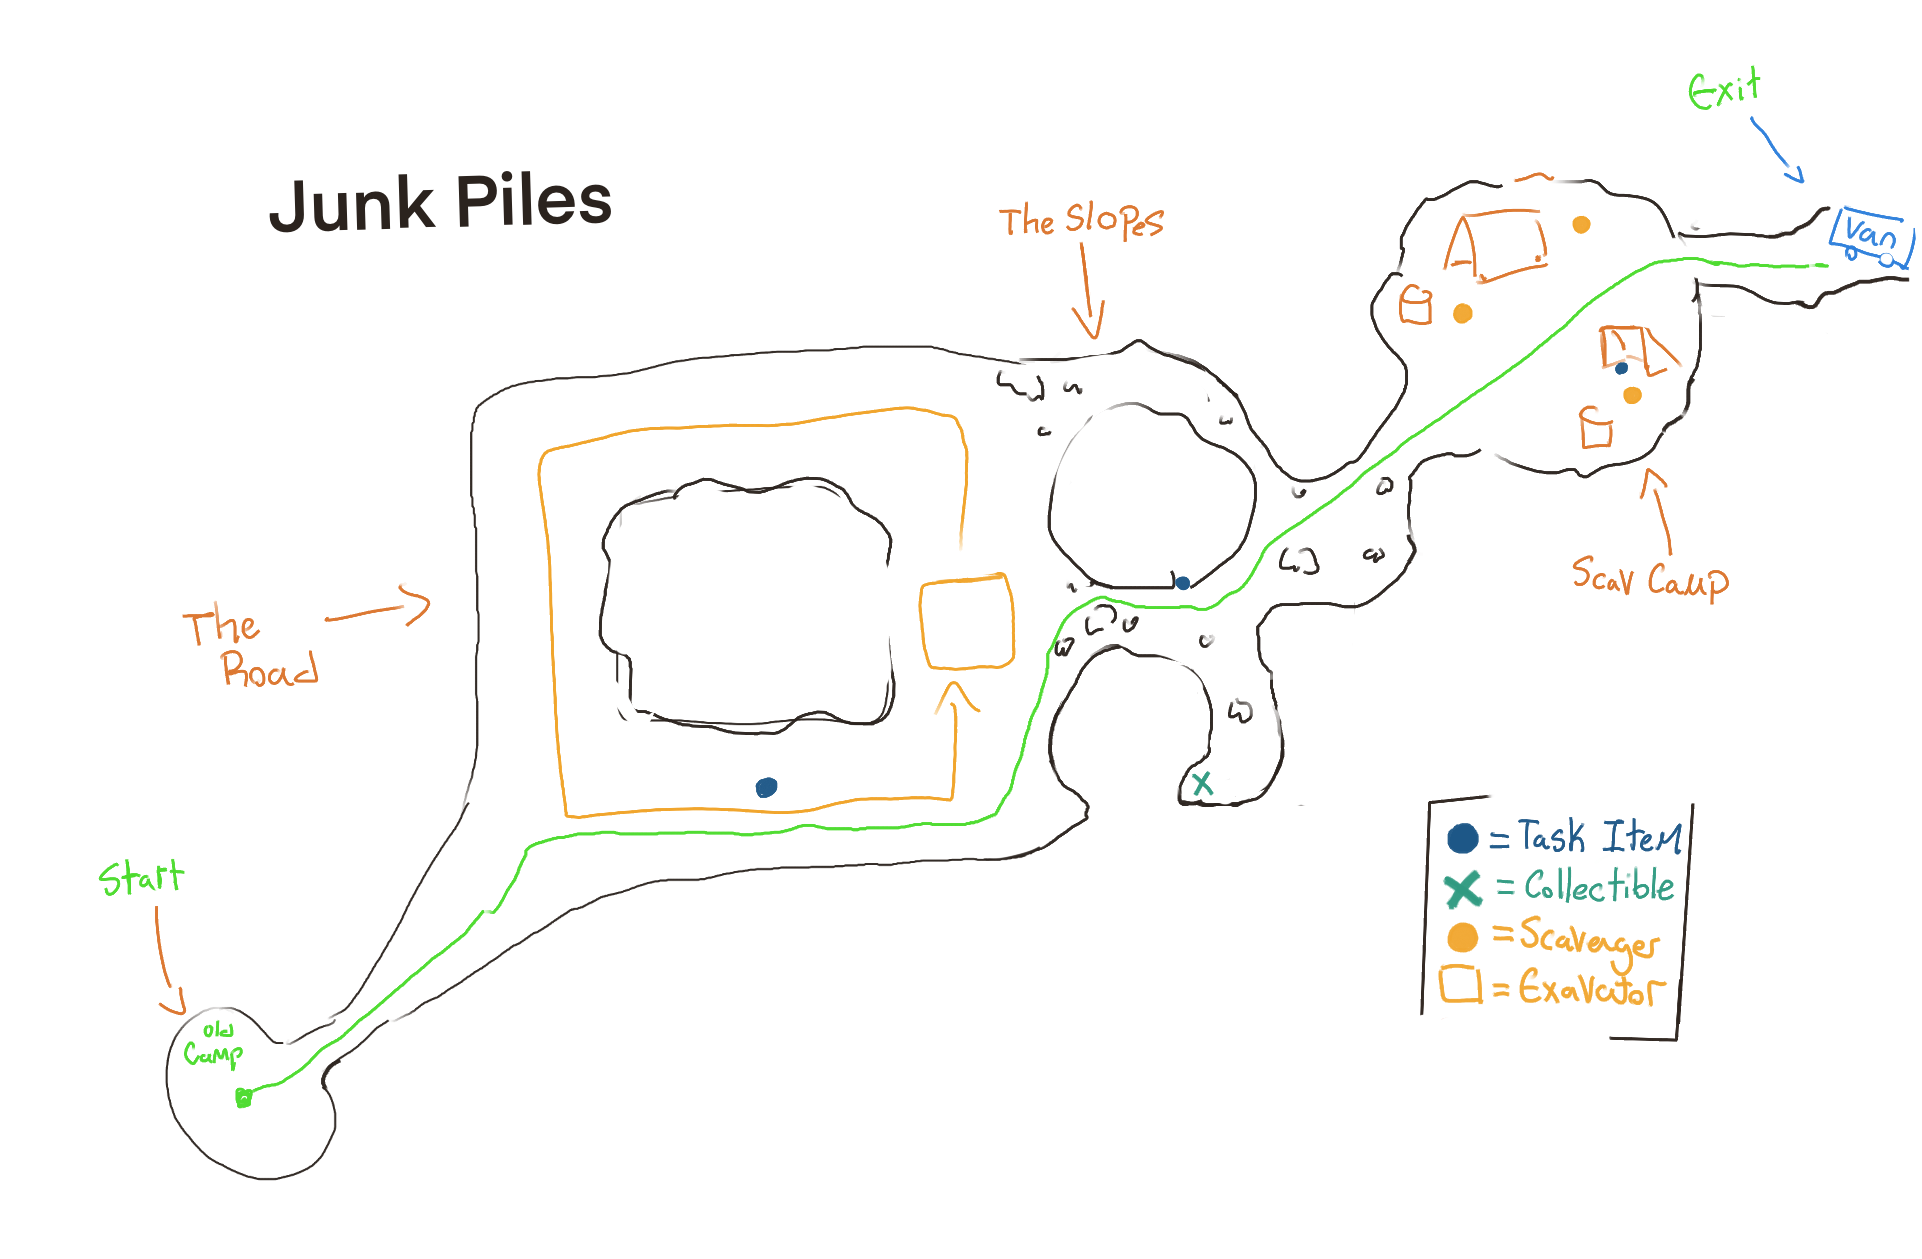 Exit
Junk Piles
The Slopes
Van
Scav Camp
The
Road
Start
old
Camp
= Task Item
= Collectible
= Scavenger
= Exavator